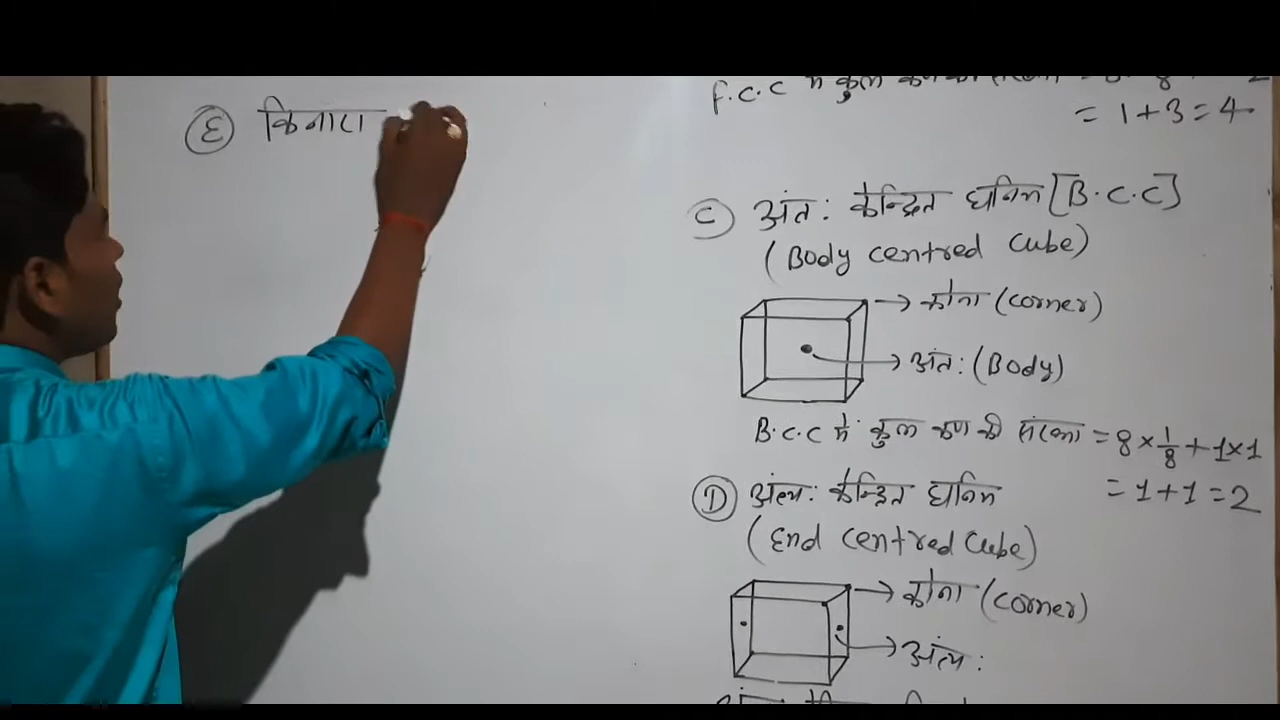 Ⓔ किनारा
F.C.C में कुल कण की संख्या
= 1+3=4
Ⓒ अंत: केन्द्रित घनिम [B.C.C]
(Body centred Cube)
→ कोना (corner)
→ अंत: (Body)
B.C.C में कुल कण की संख्या = 8×1/8+1×1
= 1+1=2
Ⓓ अंत्य: केन्द्रित घनिम
(End centred Cube)
→ कोना (corner)
→ अंत्य: